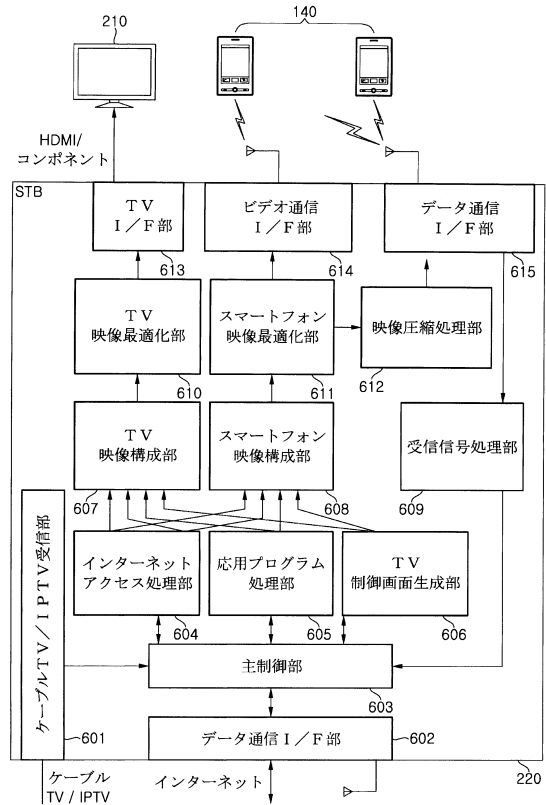 210
140
HDMI/
コンポネント
STB
TV
I/F部
613
ビデオ通信
I/F部
614
データ通信
I/F部
615
TV
映像最適化部
610
スマートフォン
映像最適化部
611
映像圧縮処理部
612
TV
映像構成部
607
スマートフォン
映像構成部
608
受信信号処理部
609
ケーブルTV/IPTV受信部
インターネット
アクセス処理部
604
応用プログラム
処理部
605
TV
制御画面生成部
606
主制御部
603
601
データ通信I/F部
602
220
ケーブル
TV/IPTV
インターネット